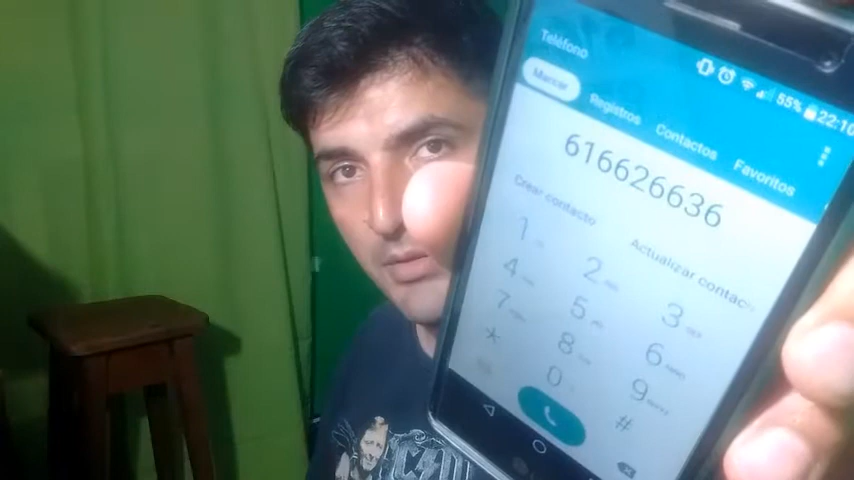 Teléfono
55% 22:10
Marcar Registros Contactos Favoritos
616626636
Crear contacto Actualizar contac
1 2 3
4 5 6
7 8 9
* 0 #